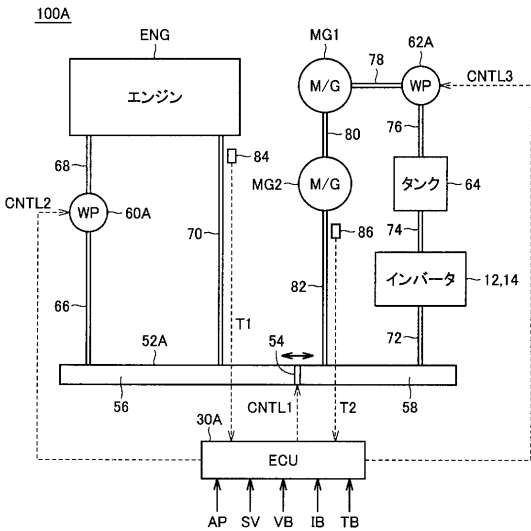 100A
ENG
MG1
62A
エンジン
M/G
78
WP
CNTL3
68
84
80
76
CNTL2
WP
60A
MG2
M/G
タンク
64
70
86
74
66
82
インバータ
12,14
T1
72
52A
54
56
CNTL1
T2
58
30A
ECU
AP
SV
VB
IB
TB